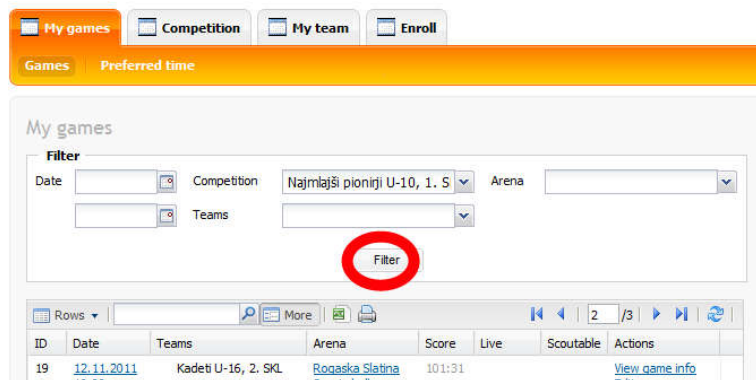 My games Competition My team Enroll
Games Preferred time
My games
Filter
Date Competition Najmlajši pionirji U-10, 1. S Arena
Teams
Filter
Rows More 2 /3
ID Date Teams Arena Score Live Scoutable Actions
19 12.11.2011 Kadeti U-16, 2. SKL Rogaska Slatina 101:31 View game info